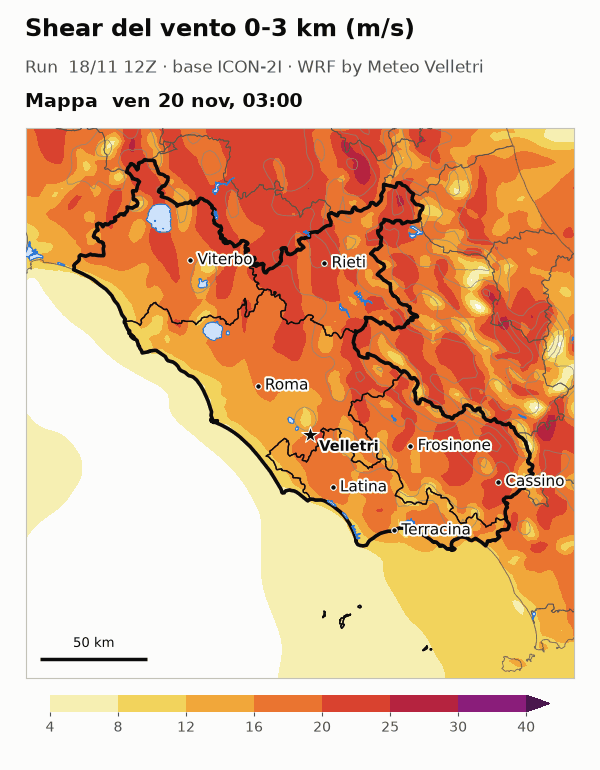 Shear del vento 0-3 km (m/s)
Run  18/11 12Z · base ICON-2I · WRF by Meteo Velletri
Mappa  ven 20 nov, 03:00
Viterbo
Rieti
Roma
Velletri
Frosinone
Cassino
Latina
Terracina
50 km
4 8 12 16 20 25 30 40